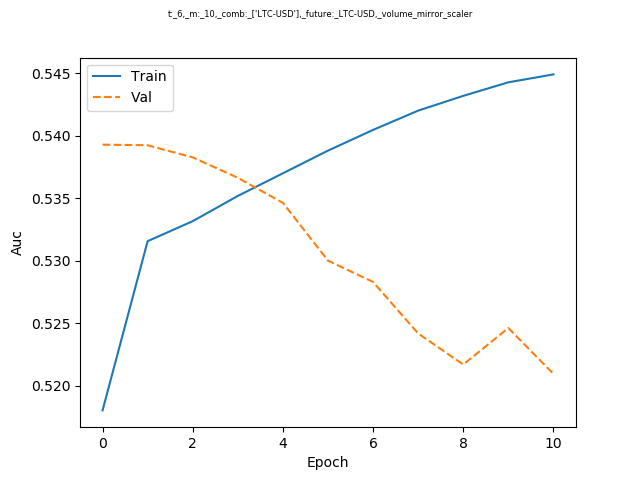 t:_6,_m:_10,_comb:_['LTC-USD'],_future:_LTC-USD,_volume_mirror_scaler
Train
Val
0.545
0.540
0.535
0.530
0.525
0.520
Auc
0 2 4 6 8 10
Epoch